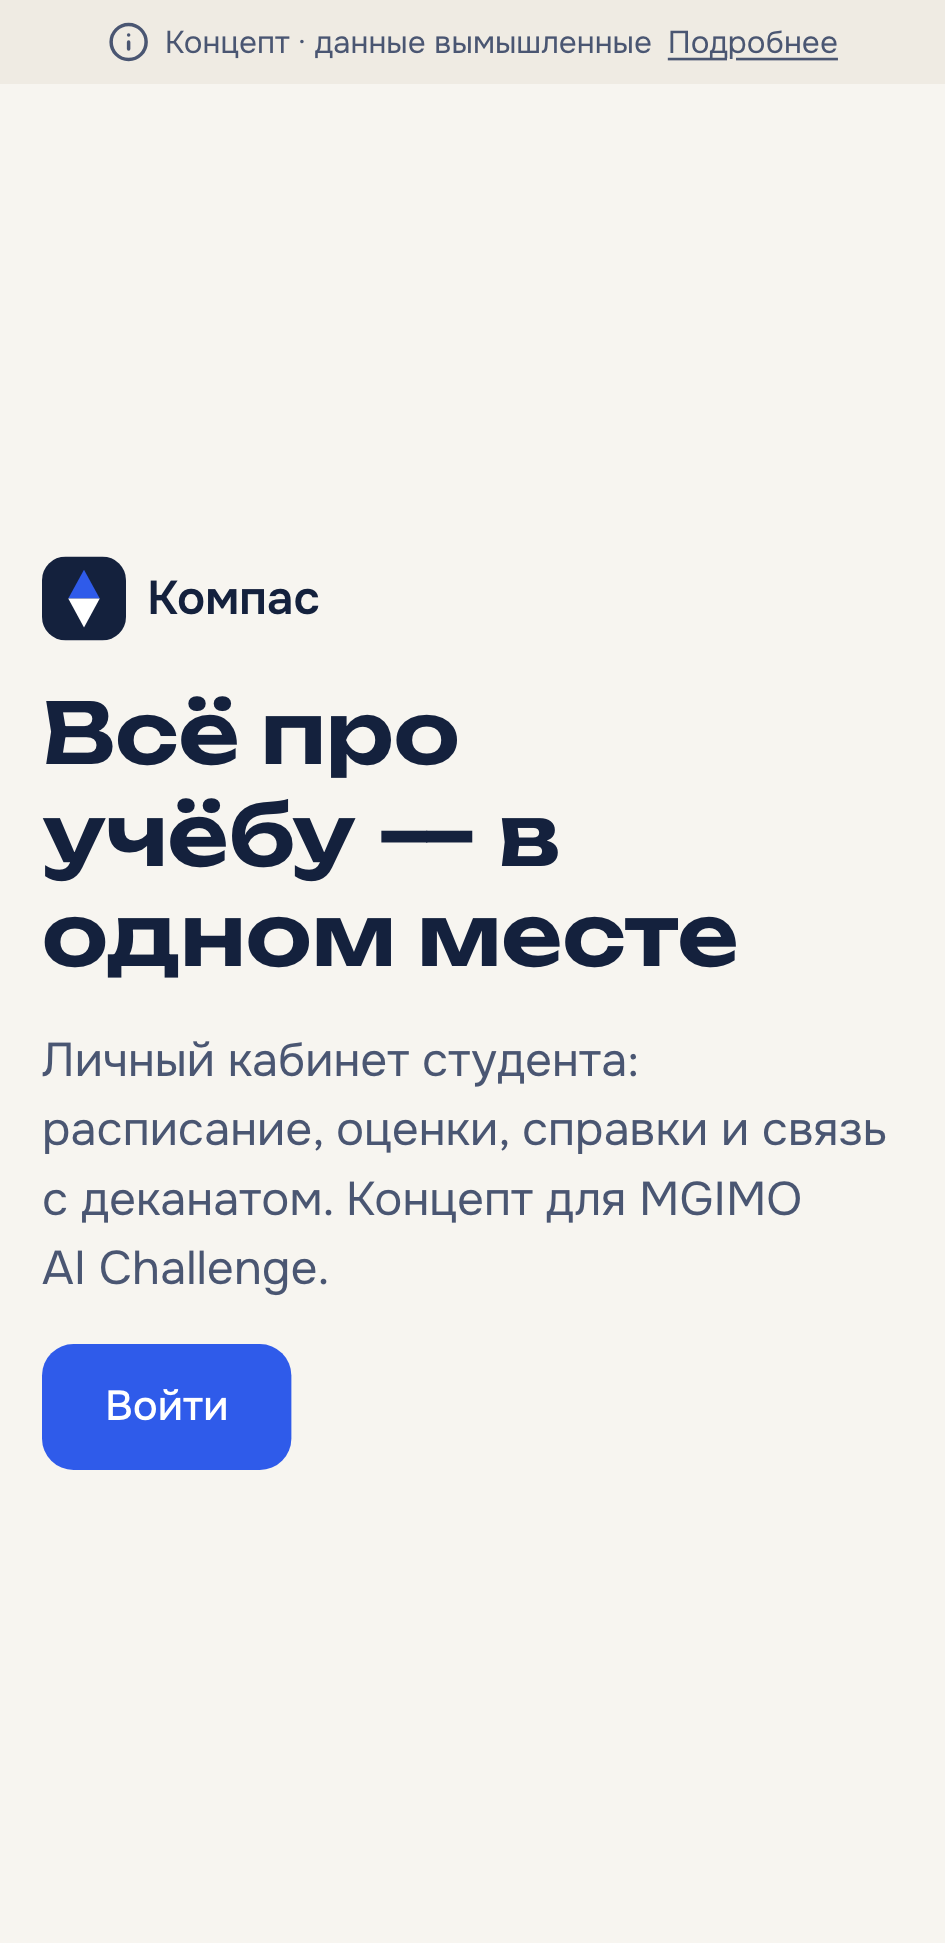 Концепт · данные вымышленные Подробнее
Компас
Всё про
учёбу — в
одном месте
Личный кабинет студента:
расписание, оценки, справки и связь
с деканатом. Концепт для MGIMO
AI Challenge.
Войти